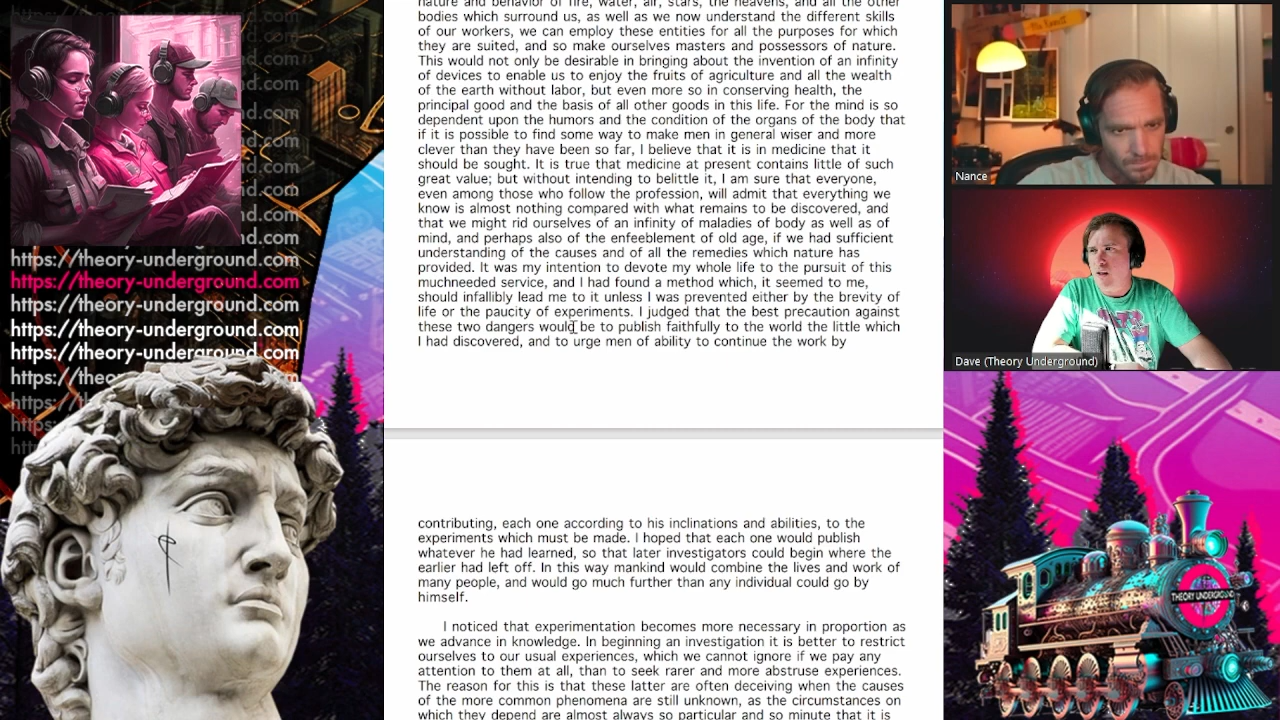 https://theory-underground.com
https://theory-underground.com
https://theory-underground.com
https://theory-underground.com
https://theory-underground.com
nature and behavior of fire, water, air, stars, the heavens, and all the other
bodies which surround us, as well as we now understand the different skills
of our workers, we can employ these entities for all the purposes for which
they are suited, and so make ourselves masters and possessors of nature.
This would not only be desirable in bringing about the invention of an infinity
of devices to enable us to enjoy the fruits of agriculture and all the wealth
of the earth without labor, but even more so in conserving health, the
principal good and the basis of all other goods in this life. For the mind is so
dependent upon the humors and the condition of the organs of the body that
if it is possible to find some way to make men in general wiser and more
clever than they have been so far, I believe that it is in medicine that it
should be sought. It is true that medicine at present contains little of such
great value; but without intending to belittle it, I am sure that everyone,
even among those who follow the profession, will admit that everything we
know is almost nothing compared with what remains to be discovered, and
that we might rid ourselves of an infinity of maladies of body as well as of
mind, and perhaps also of the enfeeblement of old age, if we had sufficient
understanding of the causes and of all the remedies which nature has
provided. It was my intention to devote my whole life to the pursuit of this
muchneeded service, and I had found a method which, it seemed to me,
should infallibly lead me to it unless I was prevented either by the brevity of
life or the paucity of experiments. I judged that the best precaution against
these two dangers would be to publish faithfully to the world the little which
I had discovered, and to urge men of ability to continue the work by
contributing, each one according to his inclinations and abilities, to the
experiments which must be made. I hoped that each one would publish
whatever he had learned, so that later investigators could begin where the
earlier had left off. In this way mankind would combine the lives and work of
many people, and would go much further than any individual could go by
himself.
I noticed that experimentation becomes more necessary in proportion as
we advance in knowledge. In beginning an investigation it is better to restrict
ourselves to our usual experiences, which we cannot ignore if we pay any
attention to them at all, than to seek rarer and more abstruse experiences.
The reason for this is that these latter are often deceiving when the causes
of the more common phenomena are still unknown, as the circumstances on
which they depend are almost always so particular and so minute that it is
Nance
Dave (Theory Underground)
THEORY UNDERGROUND